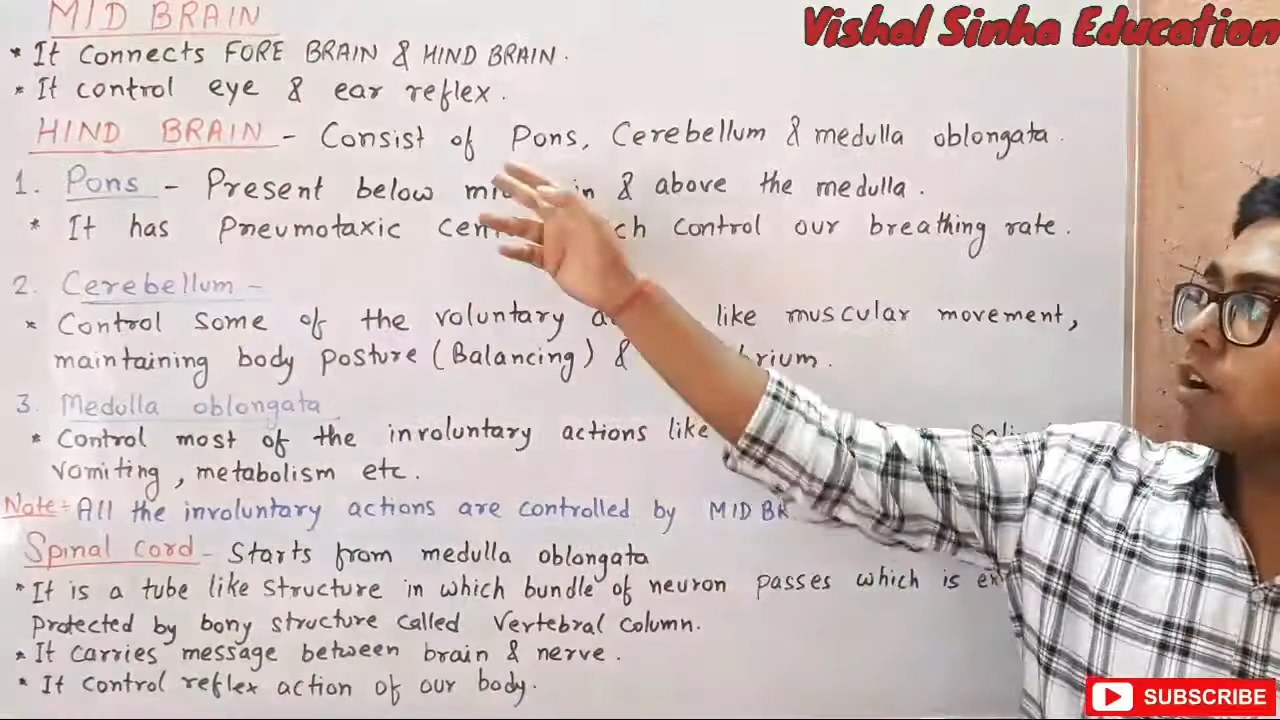 MID BRAIN
Vishal Sinha Education
* It connects FORE BRAIN & HIND BRAIN.
* It control eye & ear reflex.
HIND BRAIN - Consist of Pons, Cerebellum & medulla oblongata.
1. Pons - Present below & above the medulla.
* It has Pneumotaxic control our breathing rate.
2. Cerebellum -
* Control some of the voluntary like muscular movement,
maintaining body posture (Balancing) &
3. Medulla oblongata
* Control most of the involuntary actions like
vomiting, metabolism etc.
Note: All the involuntary actions are controlled by MID
Spinal cord - Starts from medulla oblongata
* It is a tube like structure in which bundle of neuron passes which is
protected by bony structure called Vertebral column.
* It carries message between brain & nerve.
* It control reflex action of our body.
SUBSCRIBE